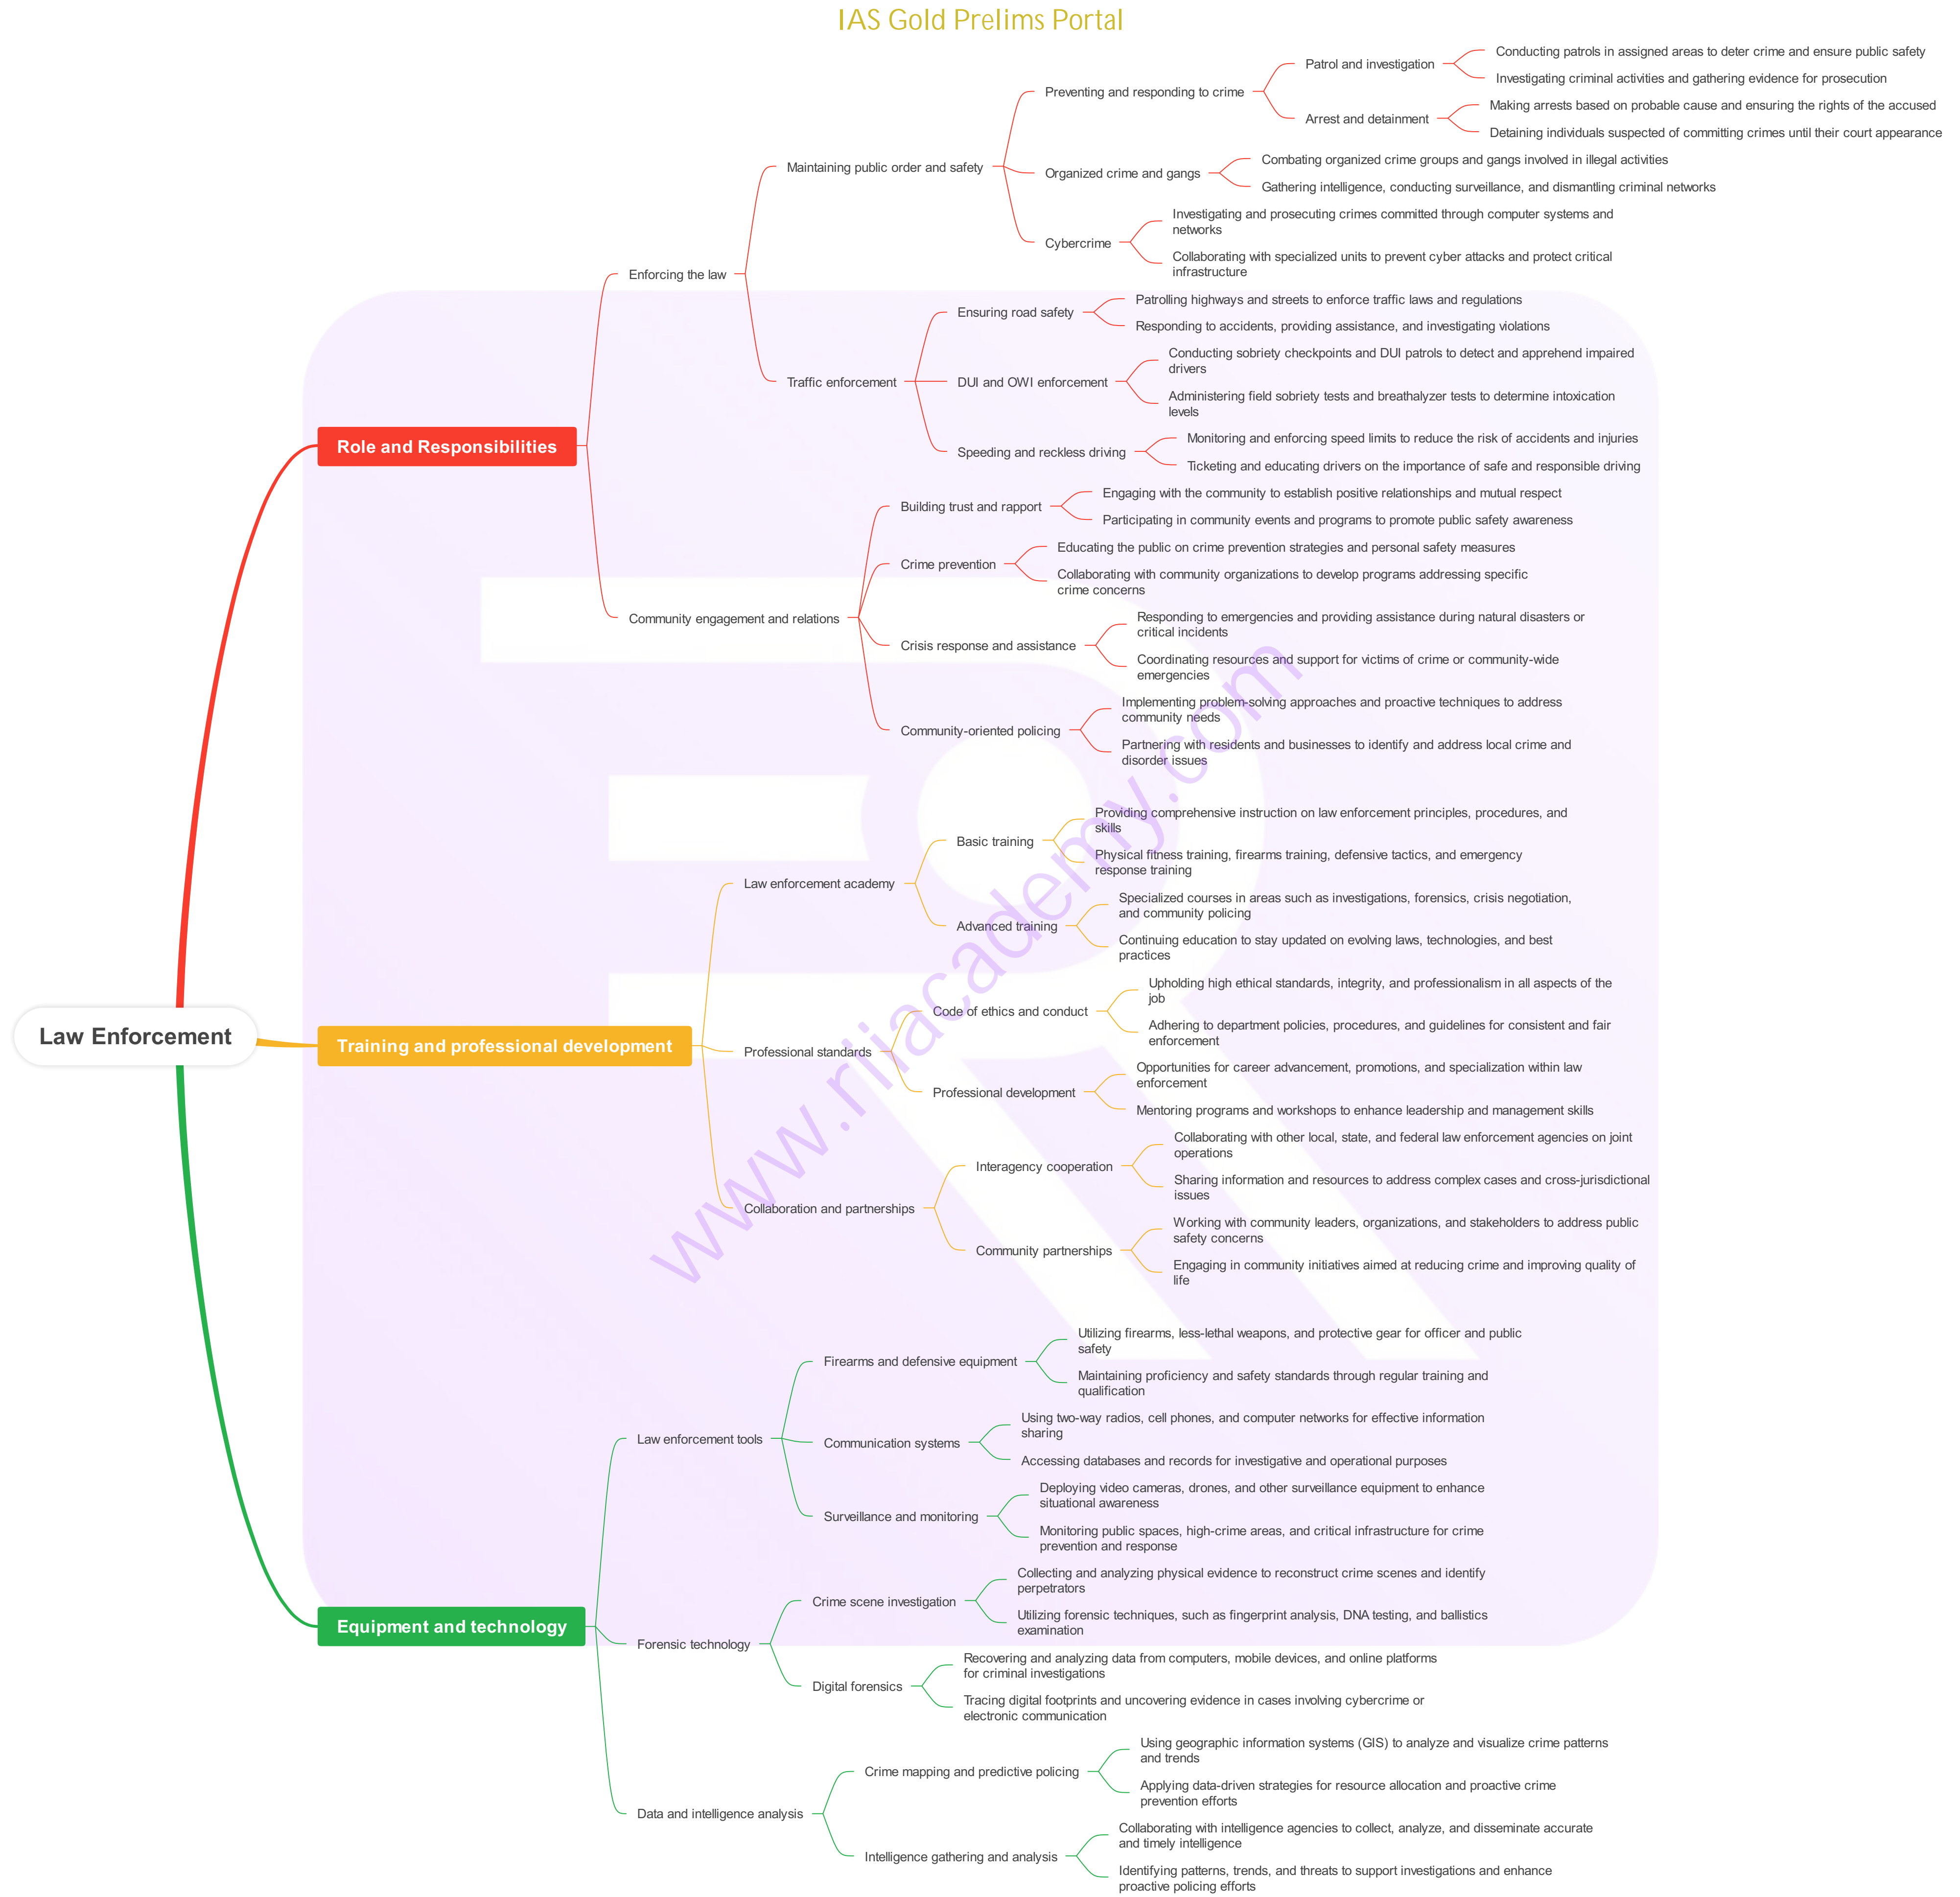 IAS Gold Prelims Portal
Law Enforcement
Role and Responsibilities
Enforcing the law
Maintaining public order and safety
Preventing and responding to crime
Patrol and investigation
Conducting patrols in assigned areas to deter crime and ensure public safety
Investigating criminal activities and gathering evidence for prosecution
Arrest and detainment
Making arrests based on probable cause and ensuring the rights of the accused
Detaining individuals suspected of committing crimes until their court appearance
Organized crime and gangs
Combating organized crime groups and gangs involved in illegal activities
Gathering intelligence, conducting surveillance, and dismantling criminal networks
Cybercrime
Investigating and prosecuting crimes committed through computer systems and
networks
Collaborating with specialized units to prevent cyber attacks and protect critical
infrastructure
Traffic enforcement
Ensuring road safety
Patrolling highways and streets to enforce traffic laws and regulations
Responding to accidents, providing assistance, and investigating violations
DUI and OWI enforcement
Conducting sobriety checkpoints and DUI patrols to detect and apprehend impaired
drivers
Administering field sobriety tests and breathalyzer tests to determine intoxication
levels
Speeding and reckless driving
Monitoring and enforcing speed limits to reduce the risk of accidents and injuries
Ticketing and educating drivers on the importance of safe and responsible driving
Community engagement and relations
Building trust and rapport
Engaging with the community to establish positive relationships and mutual respect
Participating in community events and programs to promote public safety awareness
Crime prevention
Educating the public on crime prevention strategies and personal safety measures
Collaborating with community organizations to develop programs addressing specific
crime concerns
Crisis response and assistance
Responding to emergencies and providing assistance during natural disasters or
critical incidents
Coordinating resources and support for victims of crime or community-wide
emergencies
Community-oriented policing
Implementing problem-solving approaches and proactive techniques to address
community needs
Partnering with residents and businesses to identify and address local crime and
disorder issues
Training and professional development
Law enforcement academy
Basic training
Providing comprehensive instruction on law enforcement principles, procedures, and
skills
Physical fitness training, firearms training, defensive tactics, and emergency
response training
Advanced training
Specialized courses in areas such as investigations, forensics, crisis negotiation,
and community policing
Continuing education to stay updated on evolving laws, technologies, and best
practices
Professional standards
Code of ethics and conduct
Upholding high ethical standards, integrity, and professionalism in all aspects of the
job
Adhering to department policies, procedures, and guidelines for consistent and fair
enforcement
Professional development
Opportunities for career advancement, promotions, and specialization within law
enforcement
Mentoring programs and workshops to enhance leadership and management skills
Collaboration and partnerships
Interagency cooperation
Collaborating with other local, state, and federal law enforcement agencies on joint
operations
Sharing information and resources to address complex cases and cross-jurisdictional
issues
Community partnerships
Working with community leaders, organizations, and stakeholders to address public
safety concerns
Engaging in community initiatives aimed at reducing crime and improving quality of
life
Equipment and technology
Law enforcement tools
Firearms and defensive equipment
Utilizing firearms, less-lethal weapons, and protective gear for officer and public
safety
Maintaining proficiency and safety standards through regular training and
qualification
Communication systems
Using two-way radios, cell phones, and computer networks for effective information
sharing
Accessing databases and records for investigative and operational purposes
Surveillance and monitoring
Deploying video cameras, drones, and other surveillance equipment to enhance
situational awareness
Monitoring public spaces, high-crime areas, and critical infrastructure for crime
prevention and response
Forensic technology
Crime scene investigation
Collecting and analyzing physical evidence to reconstruct crime scenes and identify
perpetrators
Utilizing forensic techniques, such as fingerprint analysis, DNA testing, and ballistics
examination
Digital forensics
Recovering and analyzing data from computers, mobile devices, and online platforms
for criminal investigations
Tracing digital footprints and uncovering evidence in cases involving cybercrime or
electronic communication
Data and intelligence analysis
Crime mapping and predictive policing
Using geographic information systems (GIS) to analyze and visualize crime patterns
and trends
Applying data-driven strategies for resource allocation and proactive crime
prevention efforts
Intelligence gathering and analysis
Collaborating with intelligence agencies to collect, analyze, and disseminate accurate
and timely intelligence
Identifying patterns, trends, and threats to support investigations and enhance
proactive policing efforts